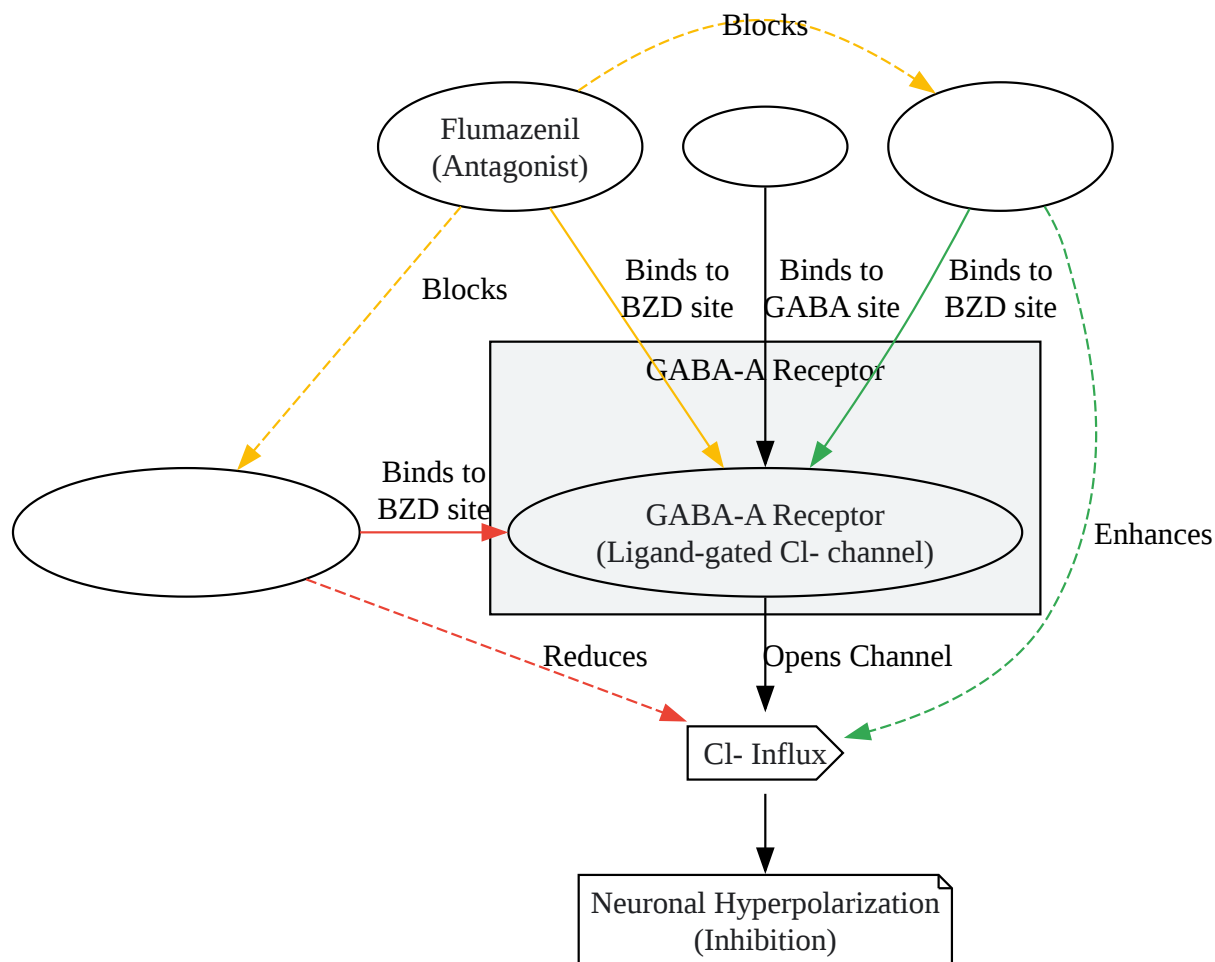 Blocks
Flumazenil
(Antagonist)
Blocks
Binds to
BZD site
Binds to
GABA site
Binds to
BZD site
GABA-A Receptor
Binds to
BZD site
GABA-A Receptor
(Ligand-gated Cl- channel)
Enhances
Reduces
Opens Channel
Cl- Influx
Neuronal Hyperpolarization
(Inhibition)